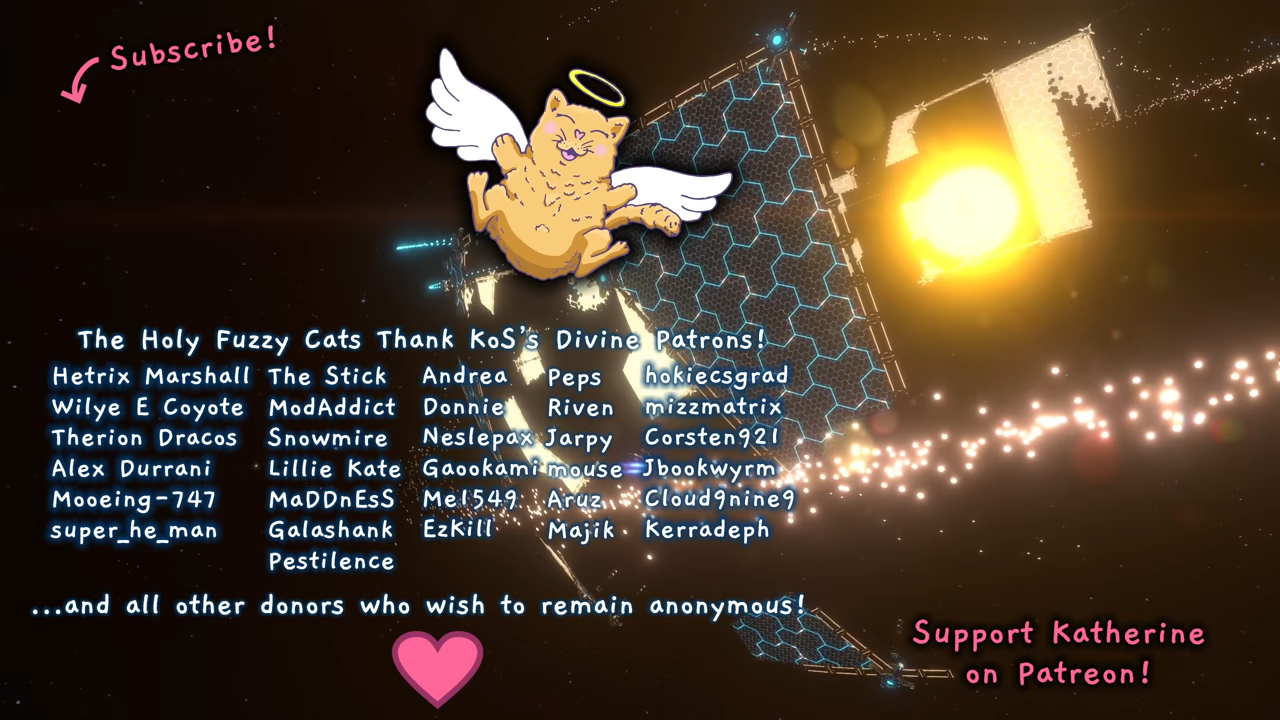 Subscribe!
The Holy Fuzzy Cats Thank KoS's Divine Patrons!
Hetrix Marshall The Stick Andrea Peps hokiecsgrad
Wilye E Coyote ModAddict Donnie Riven mizzmatrix
Therion Dracos Snowmire Neslepax Jarpy Corsten921
Alex Durrani Lillie Kate Gaookami mouse Jbookwyrm
Mooeing-747 MaDDnEsS Mel549 Aruz Cloud9nine9
super_he_man Galashank EzKill Majik Kerradeph
Pestilence
...and all other donors who wish to remain anonymous!
Support Katherine
on Patreon!